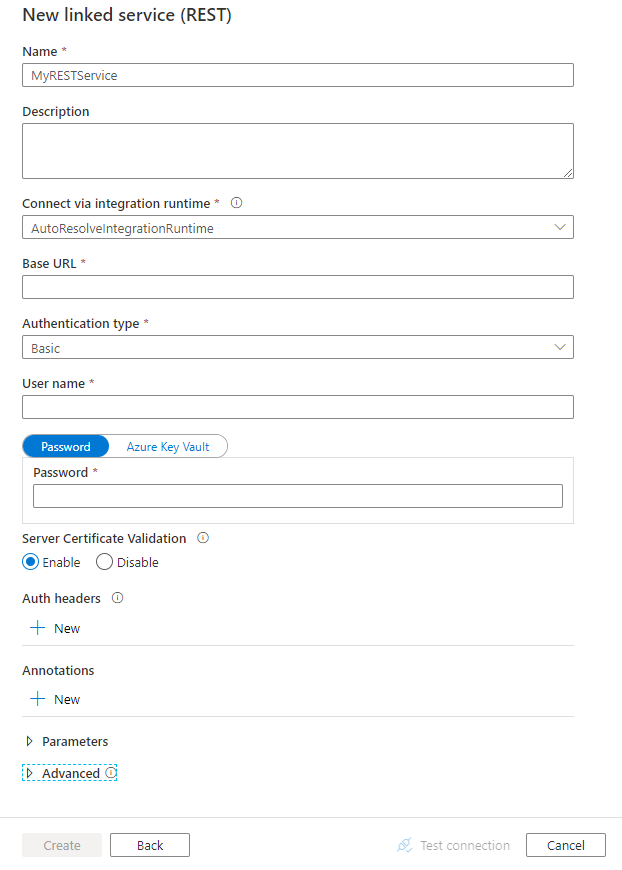 New linked service (REST)
Name *
MyRESTService
Description
Connect via integration runtime *
AutoResolveIntegrationRuntime
Base URL *
Authentication type *
Basic
User name *
Password Azure Key Vault
Password *
Server Certificate Validation
Enable Disable
Auth headers
New
Annotations
New
Parameters
Advanced
Create Back Test connection Cancel